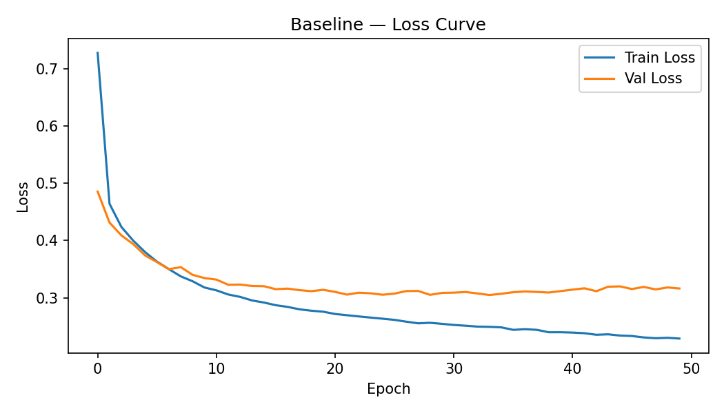 Baseline — Loss Curve
Train Loss
Val Loss
Loss
0.7
0.6
0.5
0.4
0.3
0 10 20 30 40 50
Epoch